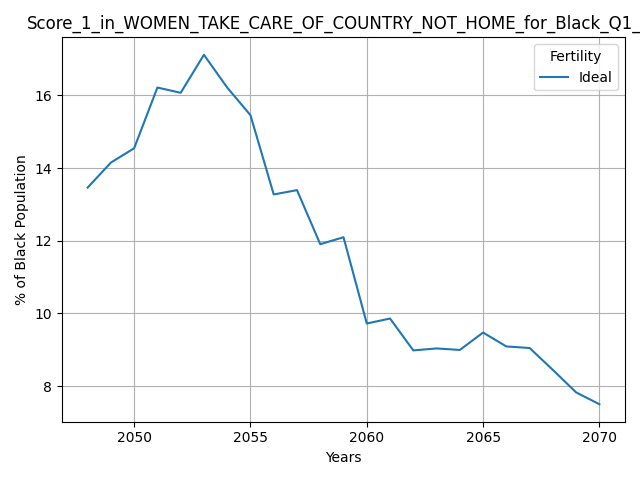 Score_1_in_WOMEN_TAKE_CARE_OF_COUNTRY_NOT_HOME_for_Black_Q1_
Fertility
Ideal
16
14
12
10
8
% of Black Population
2050 2055 2060 2065 2070
Years